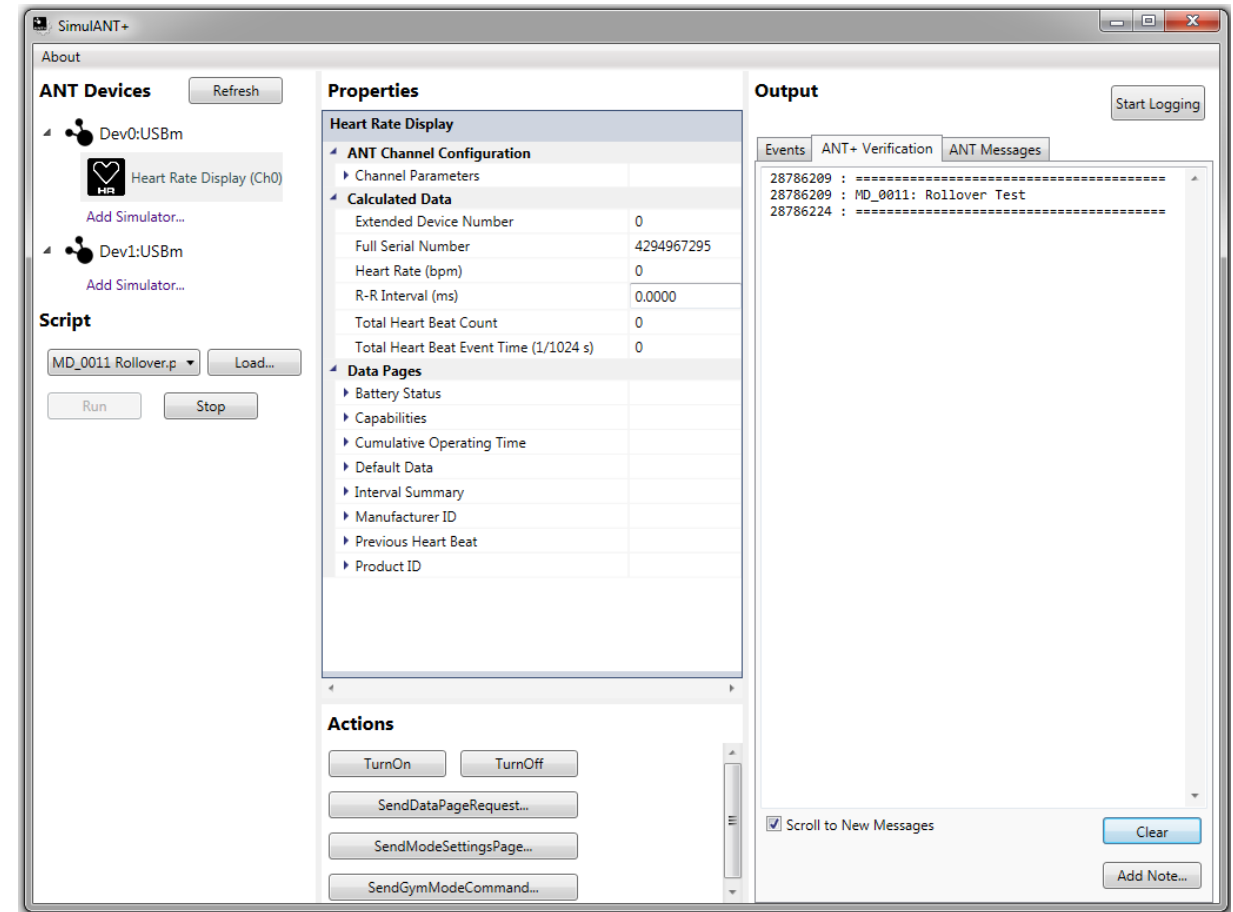 SimulANT+
About
ANT Devices
Refresh
Dev0:USBm
HR
Heart Rate Display (Ch0)
Add Simulator...
Dev1:USBm
Add Simulator...
Script
MD_0011 Rollover.p
Load...
Run
Stop
Properties
Heart Rate Display
ANT Channel Configuration
Channel Parameters
Calculated Data
Extended Device Number 0
Full Serial Number 4294967295
Heart Rate (bpm) 0
R-R Interval (ms) 0.0000
Total Heart Beat Count 0
Total Heart Beat Event Time (1/1024 s) 0
Data Pages
Battery Status
Capabilities
Cumulative Operating Time
Default Data
Interval Summary
Manufacturer ID
Previous Heart Beat
Product ID
Actions
TurnOn
TurnOff
SendDataPageRequest...
SendModeSettingsPage...
SendGymModeCommand...
Output
Start Logging
Events
ANT+ Verification
ANT Messages
28786209 : ========================================
28786209 : MD_0011: Rollover Test
28786224 : ========================================
Scroll to New Messages
Clear
Add Note...